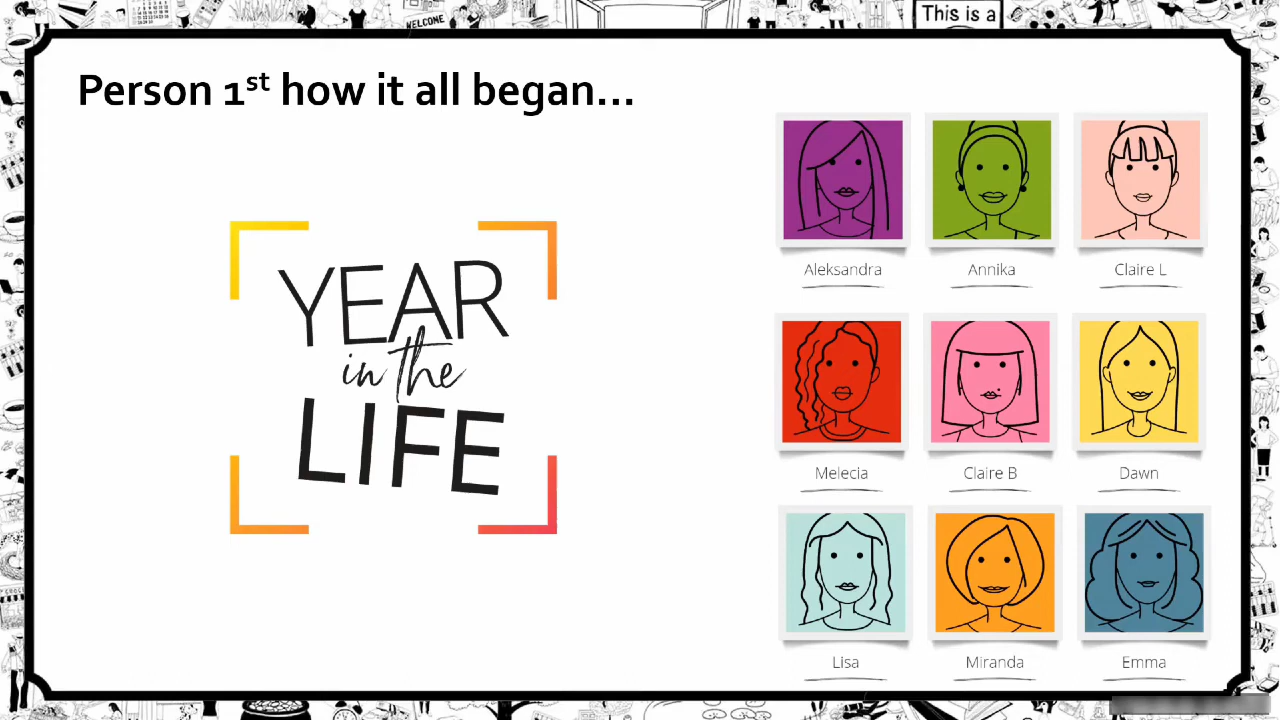 WELCOME
This is a
Person 1st how it all began...
YEAR
in the
LIFE
Aleksandra
Annika
Claire L
Melecia
Claire B
Dawn
Lisa
Miranda
Emma